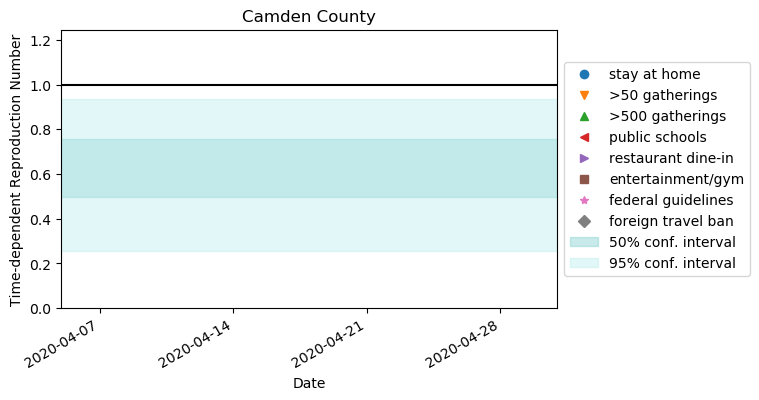 Camden County
Time-dependent Reproduction Number
1.2
1.0
0.8
0.6
0.4
0.2
0.0
2020-04-07
2020-04-14
2020-04-21
2020-04-28
Date
stay at home
>50 gatherings
>500 gatherings
public schools
restaurant dine-in
entertainment/gym
federal guidelines
foreign travel ban
50% conf. interval
95% conf. interval